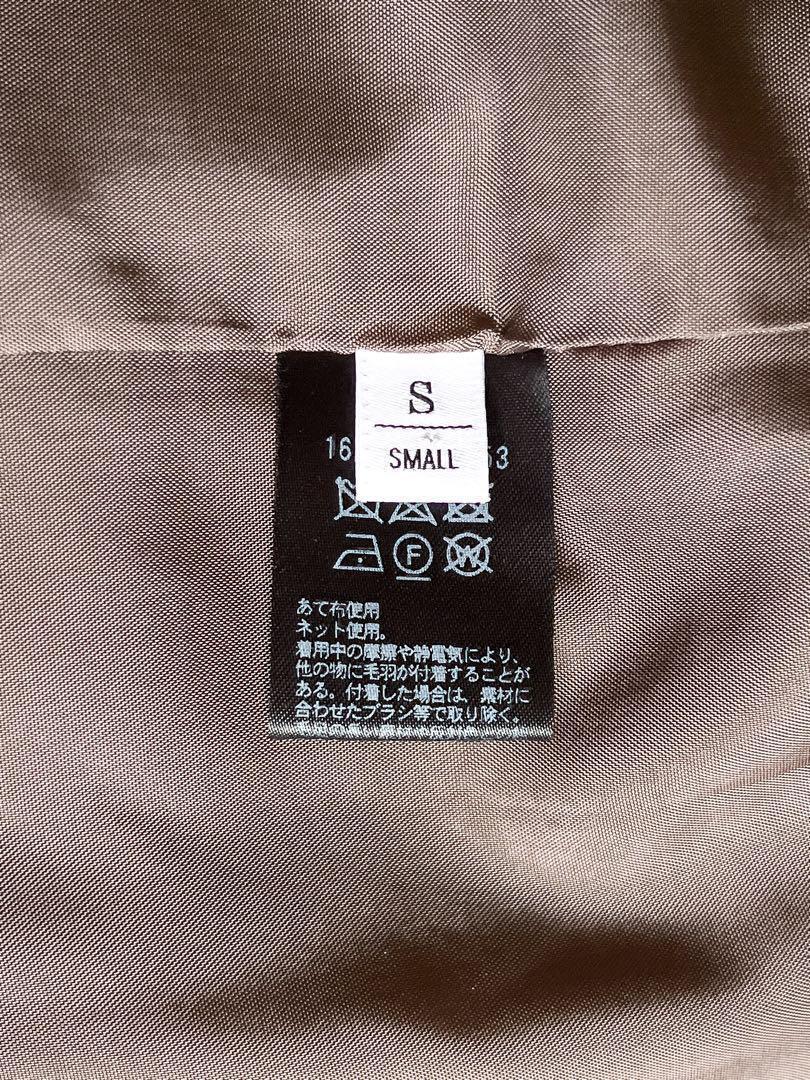 S
SMALL
16 53
F
W
あて布使用
ネット使用。
着用中の摩擦や静電気により、
他の物に毛羽が付着することが
ある。付着した場合は、素材に
合わせたブラシ等で取り除く。